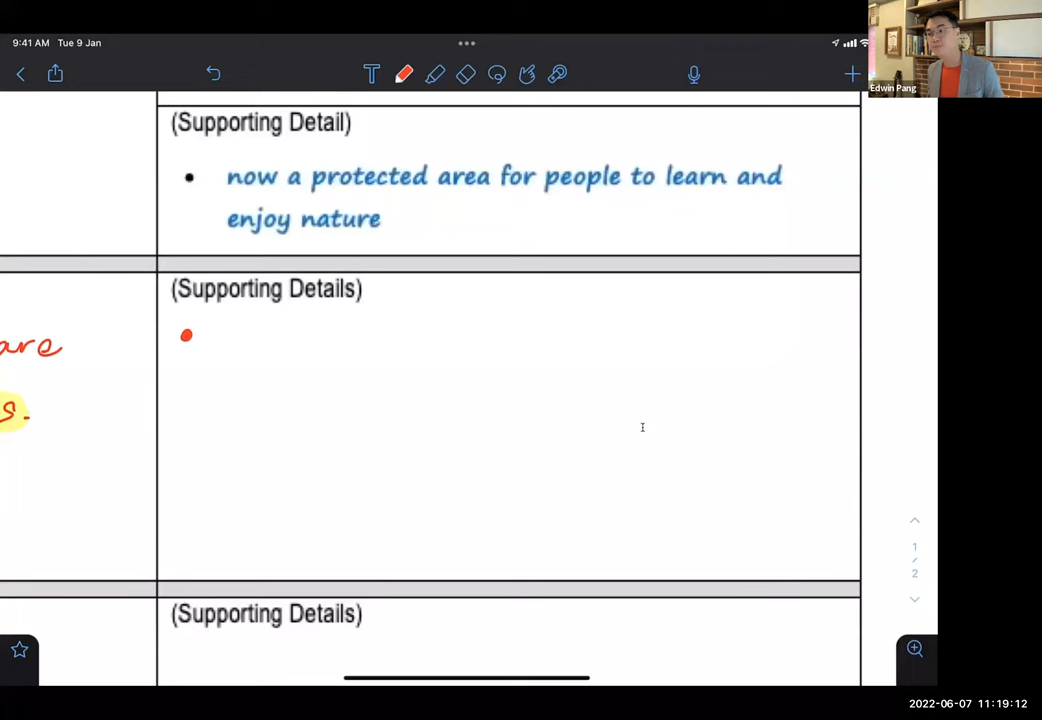 9:41 AM Tue 9 Jan
Edwin Pang
(Supporting Detail)
• now a protected area for people to learn and
enjoy nature
(Supporting Details)
are
s.
1
/
2
(Supporting Details)
2022-06-07 11:19:12